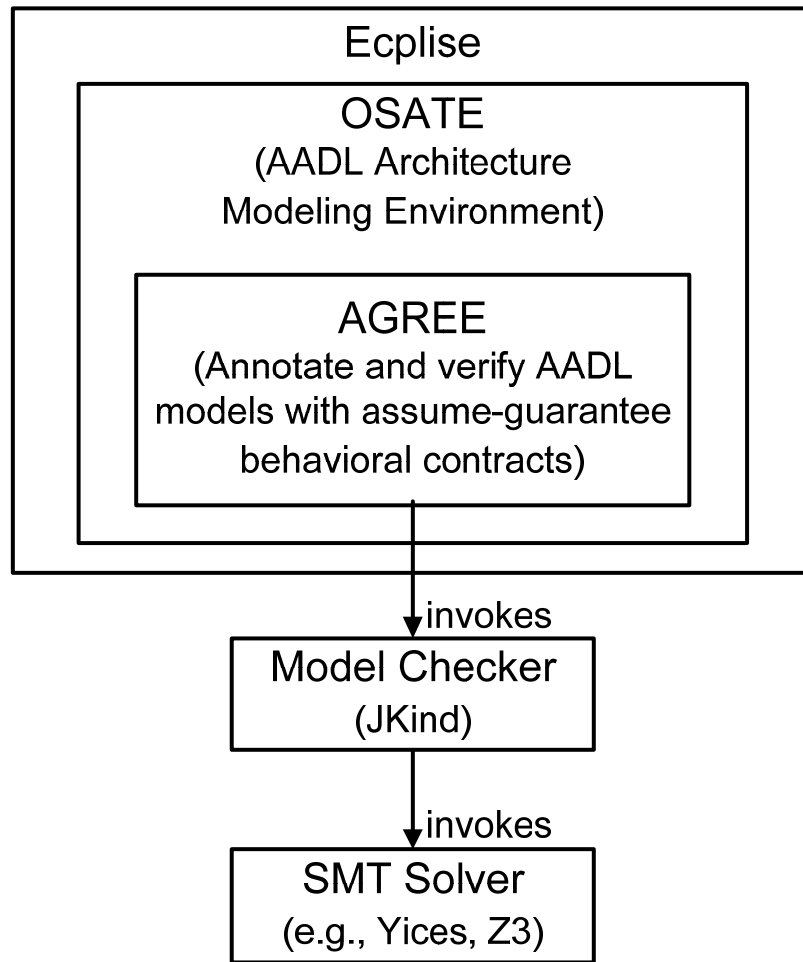 Ecplise
OSATE
(AADL Architecture
Modeling Environment)
AGREE
(Annotate and verify AADL
models with assume-guarantee
behavioral contracts)
invokes
Model Checker
(JKind)
invokes
SMT Solver
(e.g., Yices, Z3)